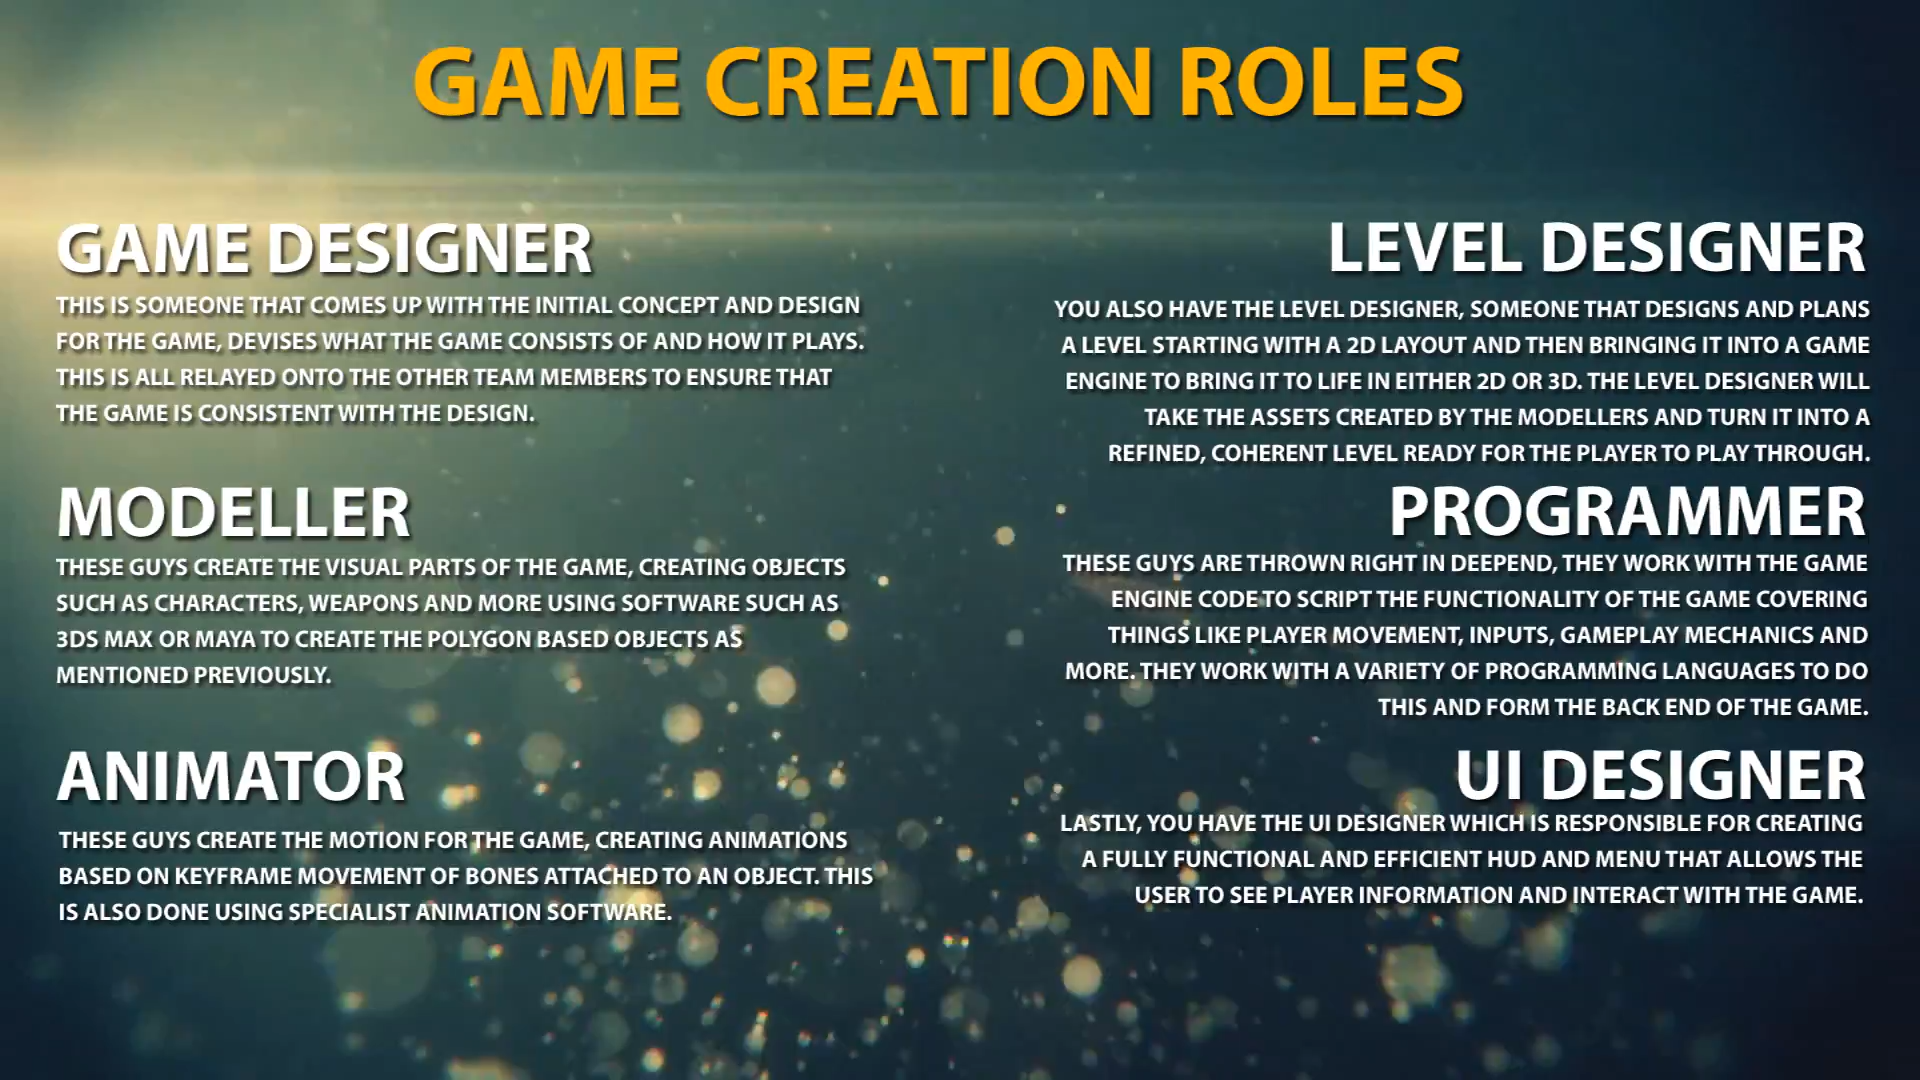 GAME CREATION ROLES
GAME DESIGNER
THIS IS SOMEONE THAT COMES UP WITH THE INITIAL CONCEPT AND DESIGN
FOR THE GAME, DEVISES WHAT THE GAME CONSISTS OF AND HOW IT PLAYS.
THIS IS ALL RELAYED ONTO THE OTHER TEAM MEMBERS TO ENSURE THAT
THE GAME IS CONSISTENT WITH THE DESIGN.
MODELLER
THESE GUYS CREATE THE VISUAL PARTS OF THE GAME, CREATING OBJECTS
SUCH AS CHARACTERS, WEAPONS AND MORE USING SOFTWARE SUCH AS
3DS MAX OR MAYA TO CREATE THE POLYGON BASED OBJECTS AS
MENTIONED PREVIOUSLY.
ANIMATOR
THESE GUYS CREATE THE MOTION FOR THE GAME, CREATING ANIMATIONS
BASED ON KEYFRAME MOVEMENT OF BONES ATTACHED TO AN OBJECT. THIS
IS ALSO DONE USING SPECIALIST ANIMATION SOFTWARE.
LEVEL DESIGNER
YOU ALSO HAVE THE LEVEL DESIGNER, SOMEONE THAT DESIGNS AND PLANS
A LEVEL STARTING WITH A 2D LAYOUT AND THEN BRINGING IT INTO A GAME
ENGINE TO BRING IT TO LIFE IN EITHER 2D OR 3D. THE LEVEL DESIGNER WILL
TAKE THE ASSETS CREATED BY THE MODELLERS AND TURN IT INTO A
REFINED, COHERENT LEVEL READY FOR THE PLAYER TO PLAY THROUGH.
PROGRAMMER
THESE GUYS ARE THROWN RIGHT IN DEEPEND, THEY WORK WITH THE GAME
ENGINE CODE TO SCRIPT THE FUNCTIONALITY OF THE GAME COVERING
THINGS LIKE PLAYER MOVEMENT, INPUTS, GAMEPLAY MECHANICS AND
MORE. THEY WORK WITH A VARIETY OF PROGRAMMING LANGUAGES TO DO
THIS AND FORM THE BACK END OF THE GAME.
UI DESIGNER
LASTLY, YOU HAVE THE UI DESIGNER WHICH IS RESPONSIBLE FOR CREATING
A FULLY FUNCTIONAL AND EFFICIENT HUD AND MENU THAT ALLOWS THE
USER TO SEE PLAYER INFORMATION AND INTERACT WITH THE GAME.